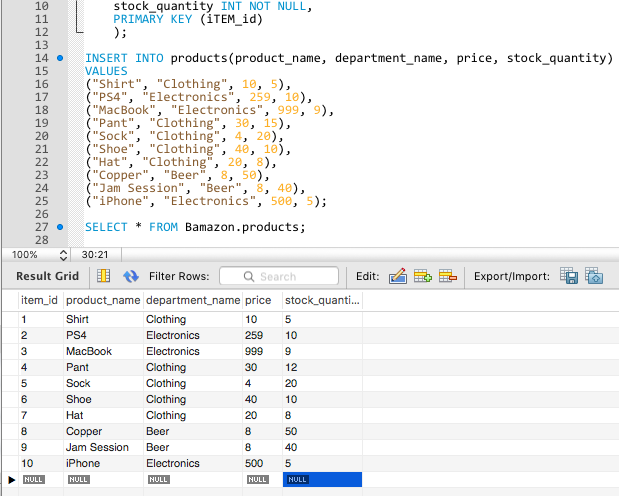 10 stock_quantity INT NOT NULL,
11 PRIMARY KEY (iTEM_id)
12 );
13
14 INSERT INTO products(product_name, department_name, price, stock_quantity)
15 VALUES
16 ("Shirt", "Clothing", 10, 5),
17 ("PS4", "Electronics", 259, 10),
18 ("MacBook", "Electronics", 999, 9),
19 ("Pant", "Clothing", 30, 15),
20 ("Sock", "Clothing", 4, 20),
21 ("Shoe", "Clothing", 40, 10),
22 ("Hat", "Clothing", 20, 8),
23 ("Copper", "Beer", 8, 50),
24 ("Jam Session", "Beer", 8, 40),
25 ("iPhone", "Electronics", 500, 5);
26
27 SELECT * FROM Bamazon.products;
28
100% 30:21
Result Grid Filter Rows: Search Edit: Export/Import:
item_id product_name department_name price stock_quanti...
1 Shirt Clothing 10 5
2 PS4 Electronics 259 10
3 MacBook Electronics 999 9
4 Pant Clothing 30 12
5 Sock Clothing 4 20
6 Shoe Clothing 40 10
7 Hat Clothing 20 8
8 Copper Beer 8 50
9 Jam Session Beer 8 40
10 iPhone Electronics 500 5
NULL NULL NULL NULL NULL